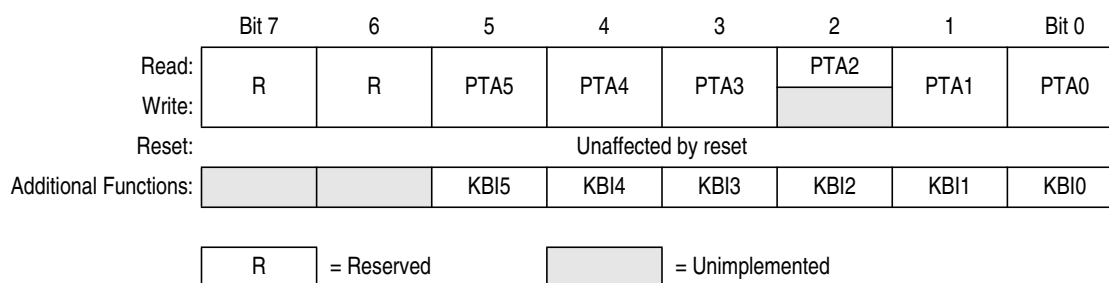 Bit 7 6 5 4 3 2 1 Bit 0
Read: R R PTA5 PTA4 PTA3 PTA2 PTA1 PTA0
Write:
Reset: Unaffected by reset
Additional Functions: KBI5 KBI4 KBI3 KBI2 KBI1 KBI0
R = Reserved = Unimplemented